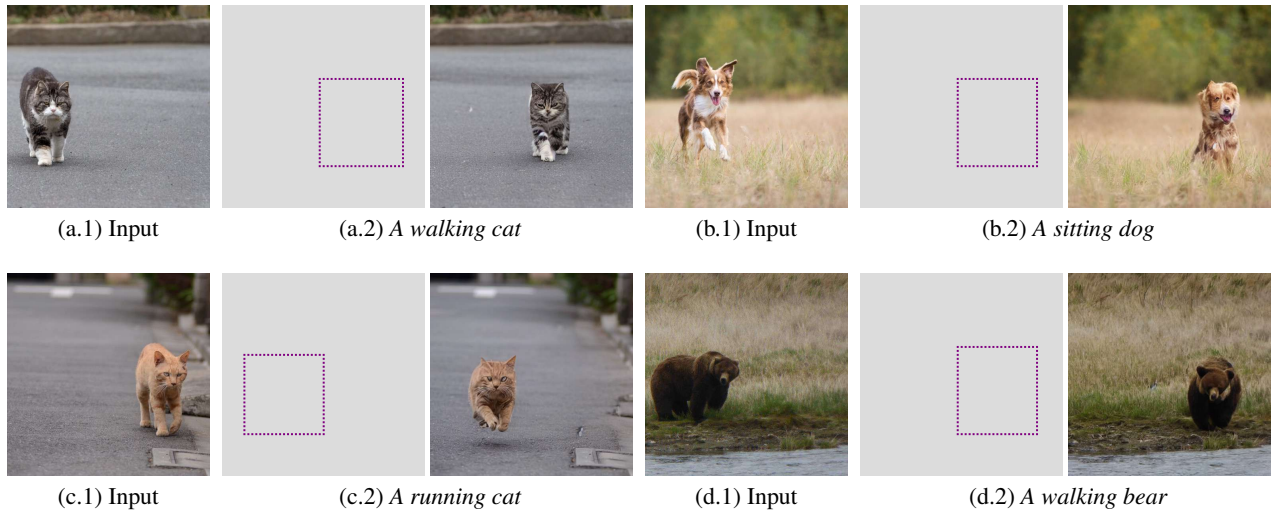 (a.1) Input
(a.2) A walking cat
(b.1) Input
(b.2) A sitting dog
(c.1) Input
(c.2) A running cat
(d.1) Input
(d.2) A walking bear